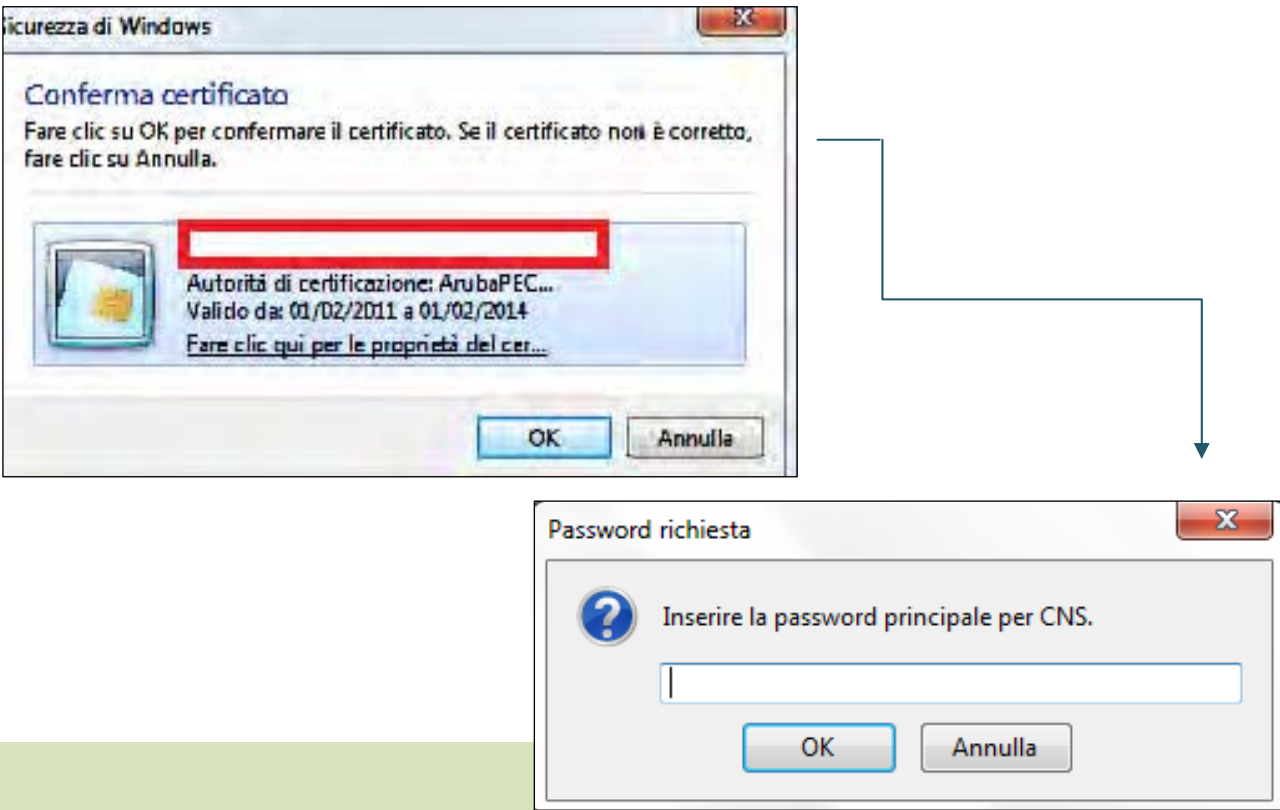 Sicurezza di Windows
Conferma certificato
Fare clic su OK per confermare il certificato. Se il certificato non è corretto,
fare clic su Annulla.
Autorità di certificazione: ArubaPEC...
Valido da: 01/02/2011 a 01/02/2014
Fare clic qui per le proprietà del cer...
OK
Annulla
Password richiesta
Inserire la password principale per CNS.
OK
Annulla